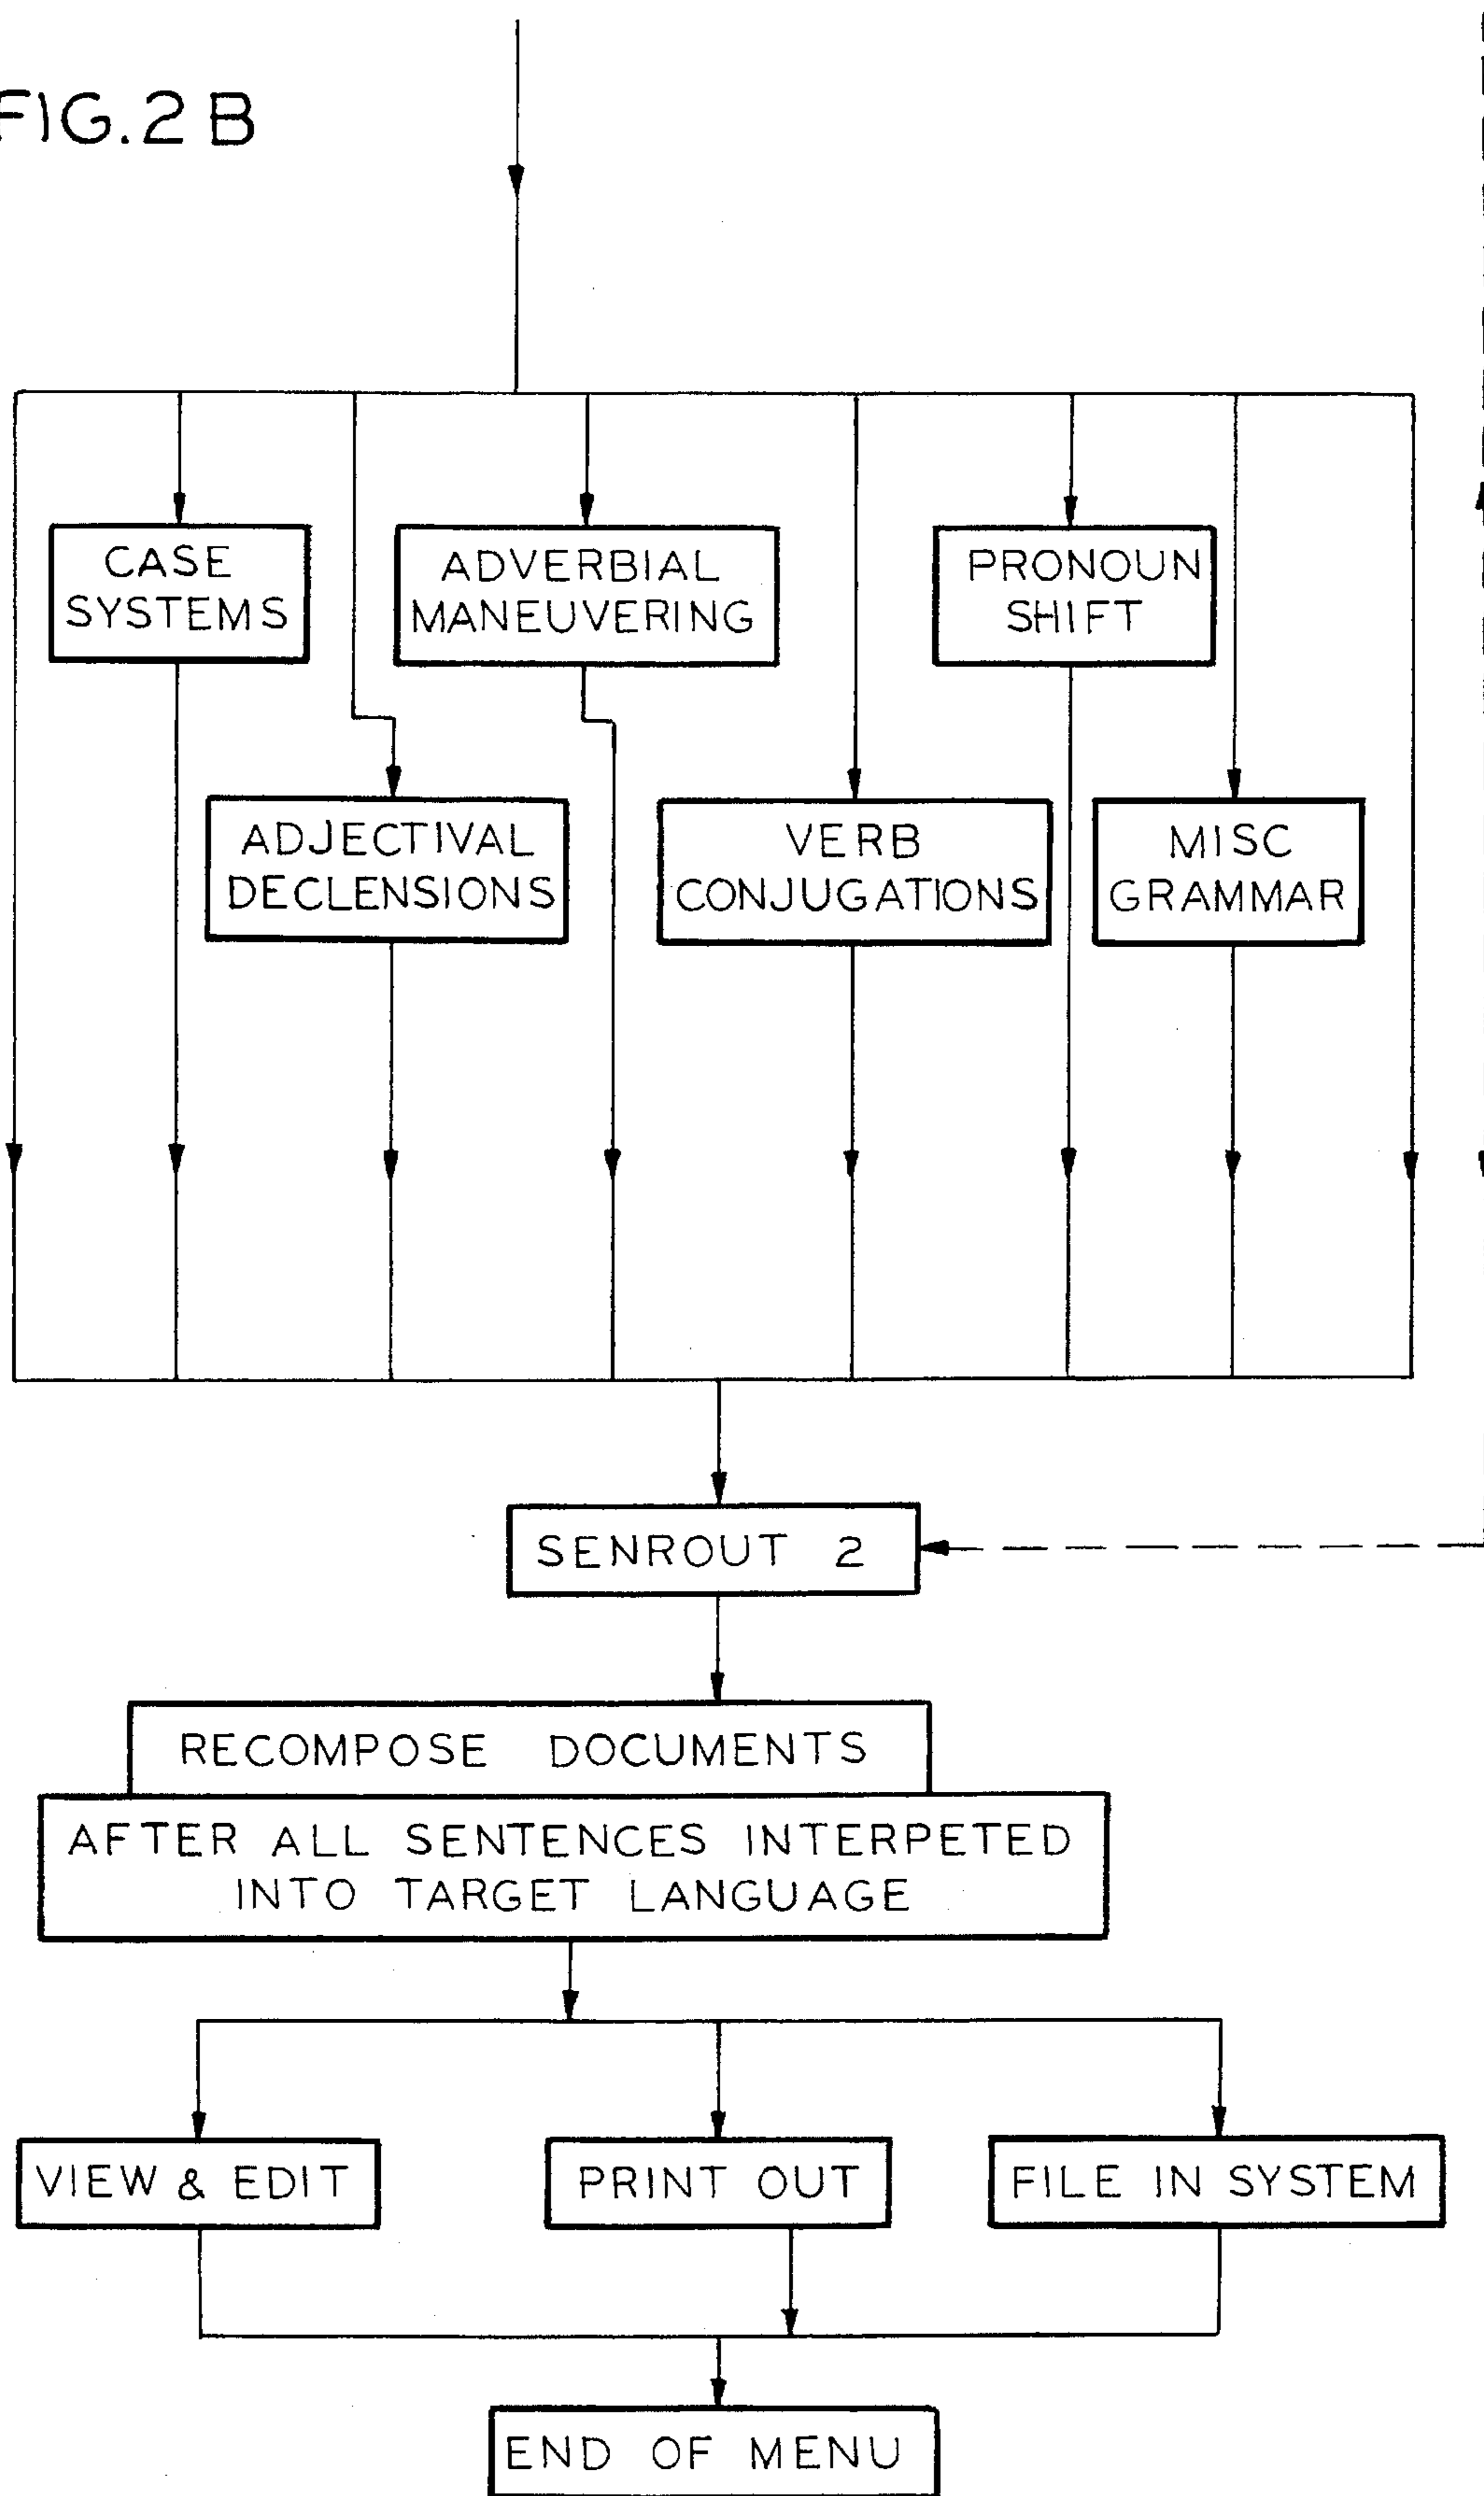 FIG. 2 B
CASE
SYSTEMS
ADVERBIAL
MANEUVERING
PRONOUN
SHIFT
ADJECTIVAL
DECLENSIONS
VERB
CONJUGATIONS
MISC
GRAMMAR
SENROUT 2
RECOMPOSE DOCUMENTS
AFTER ALL SENTENCES INTERPETED
INTO TARGET LANGUAGE
VIEW & EDIT
PRINT OUT
FILE IN SYSTEM
END OF MENU